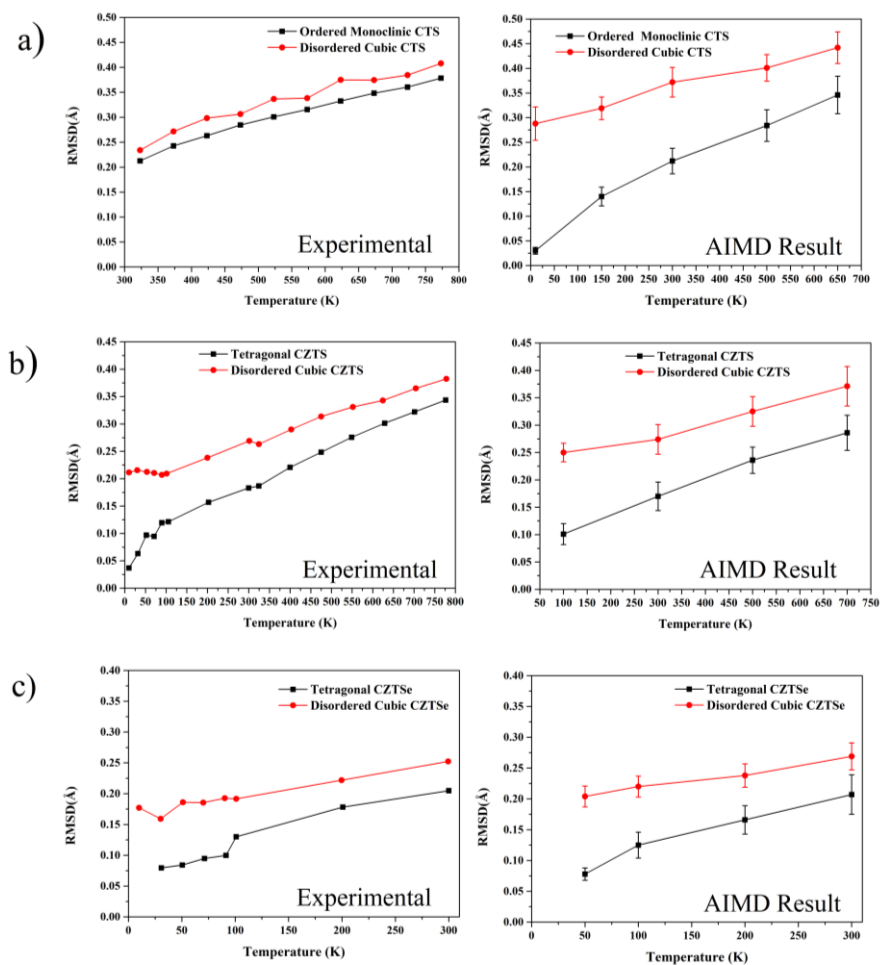 a)
Ordered Monoclinic CTS
Disordered Cubic CTS
0.50
0.45
0.40
0.35
0.30
0.25
0.20
0.15
0.10
0.05
0.00
RMSD(Å)
300 350 400 450 500 550 600 650 700 750 800
Temperature (K)
Experimental
Ordered Monoclinic CTS
Disordered Cubic CTS
0.50
0.45
0.40
0.35
0.30
0.25
0.20
0.15
0.10
0.05
0.00
RMSD(Å)
0 50 100 150 200 250 300 350 400 450 500 550 600 650 700
Temperature (K)
AIMD Result
b)
Tetragonal CZTS
Disordered Cubic CZTS
0.45
0.40
0.35
0.30
0.25
0.20
0.15
0.10
0.05
0.00
RMSD(Å)
0 50 100 150 200 250 300 350 400 450 500 550 600 650 700 750 800
Temperature (K)
Experimental
Tetragonal CZTS
Disordered Cubic CZTS
0.45
0.40
0.35
0.30
0.25
0.20
0.15
0.10
0.05
0.00
RMSD(Å)
50 100 150 200 250 300 350 400 450 500 550 600 650 700 750
Temperature (K)
AIMD Result
c)
Tetragonal CZTSe
Disordered Cubic CZTSe
0.40
0.35
0.30
0.25
0.20
0.15
0.10
0.05
0.00
RMSD(Å)
0 50 100 150 200 250 300
Temperature (K)
Experimental
Tetragonal CZTSe
Disordered Cubic CZTSe
0.40
0.35
0.30
0.25
0.20
0.15
0.10
0.05
0.00
RMSD(Å)
0 50 100 150 200 250 300
Temperature (K)
AIMD Result